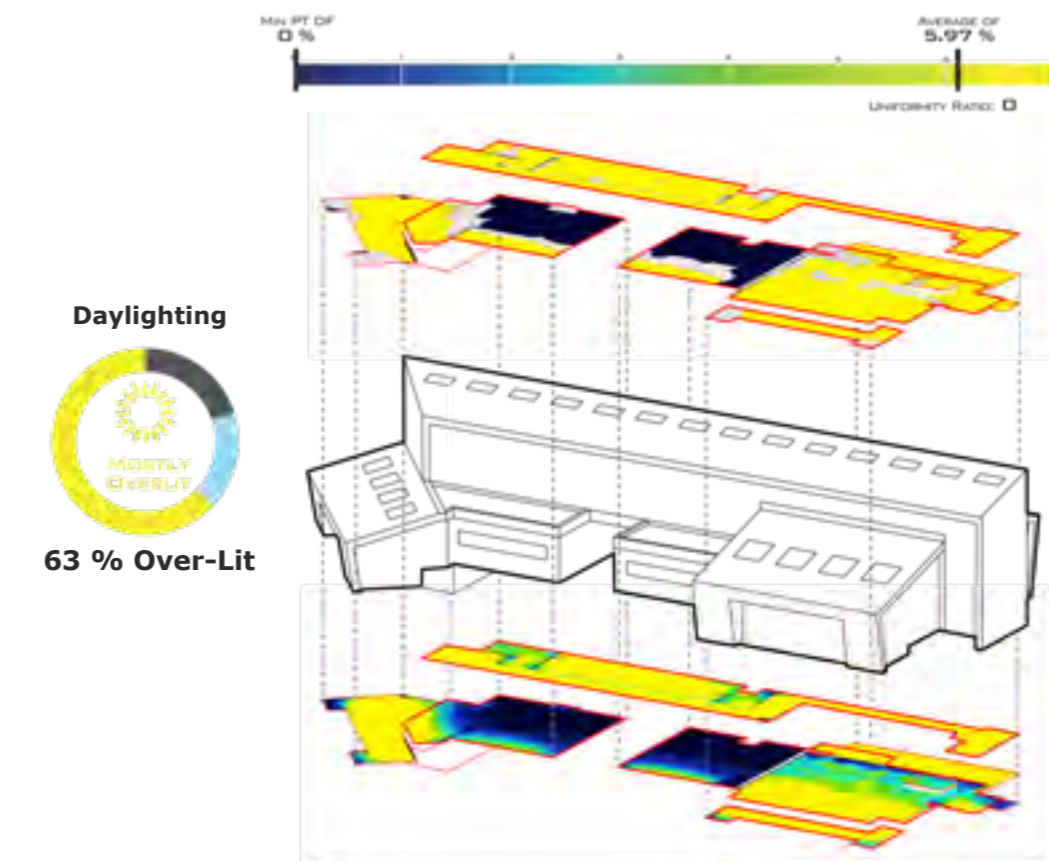 MIN PT DF
0 %
AVERAGE DF
5.97 %
UNIFORMITY RATIO: 0
Daylighting
MOSTLY
OVERLIT
63 % Over-Lit